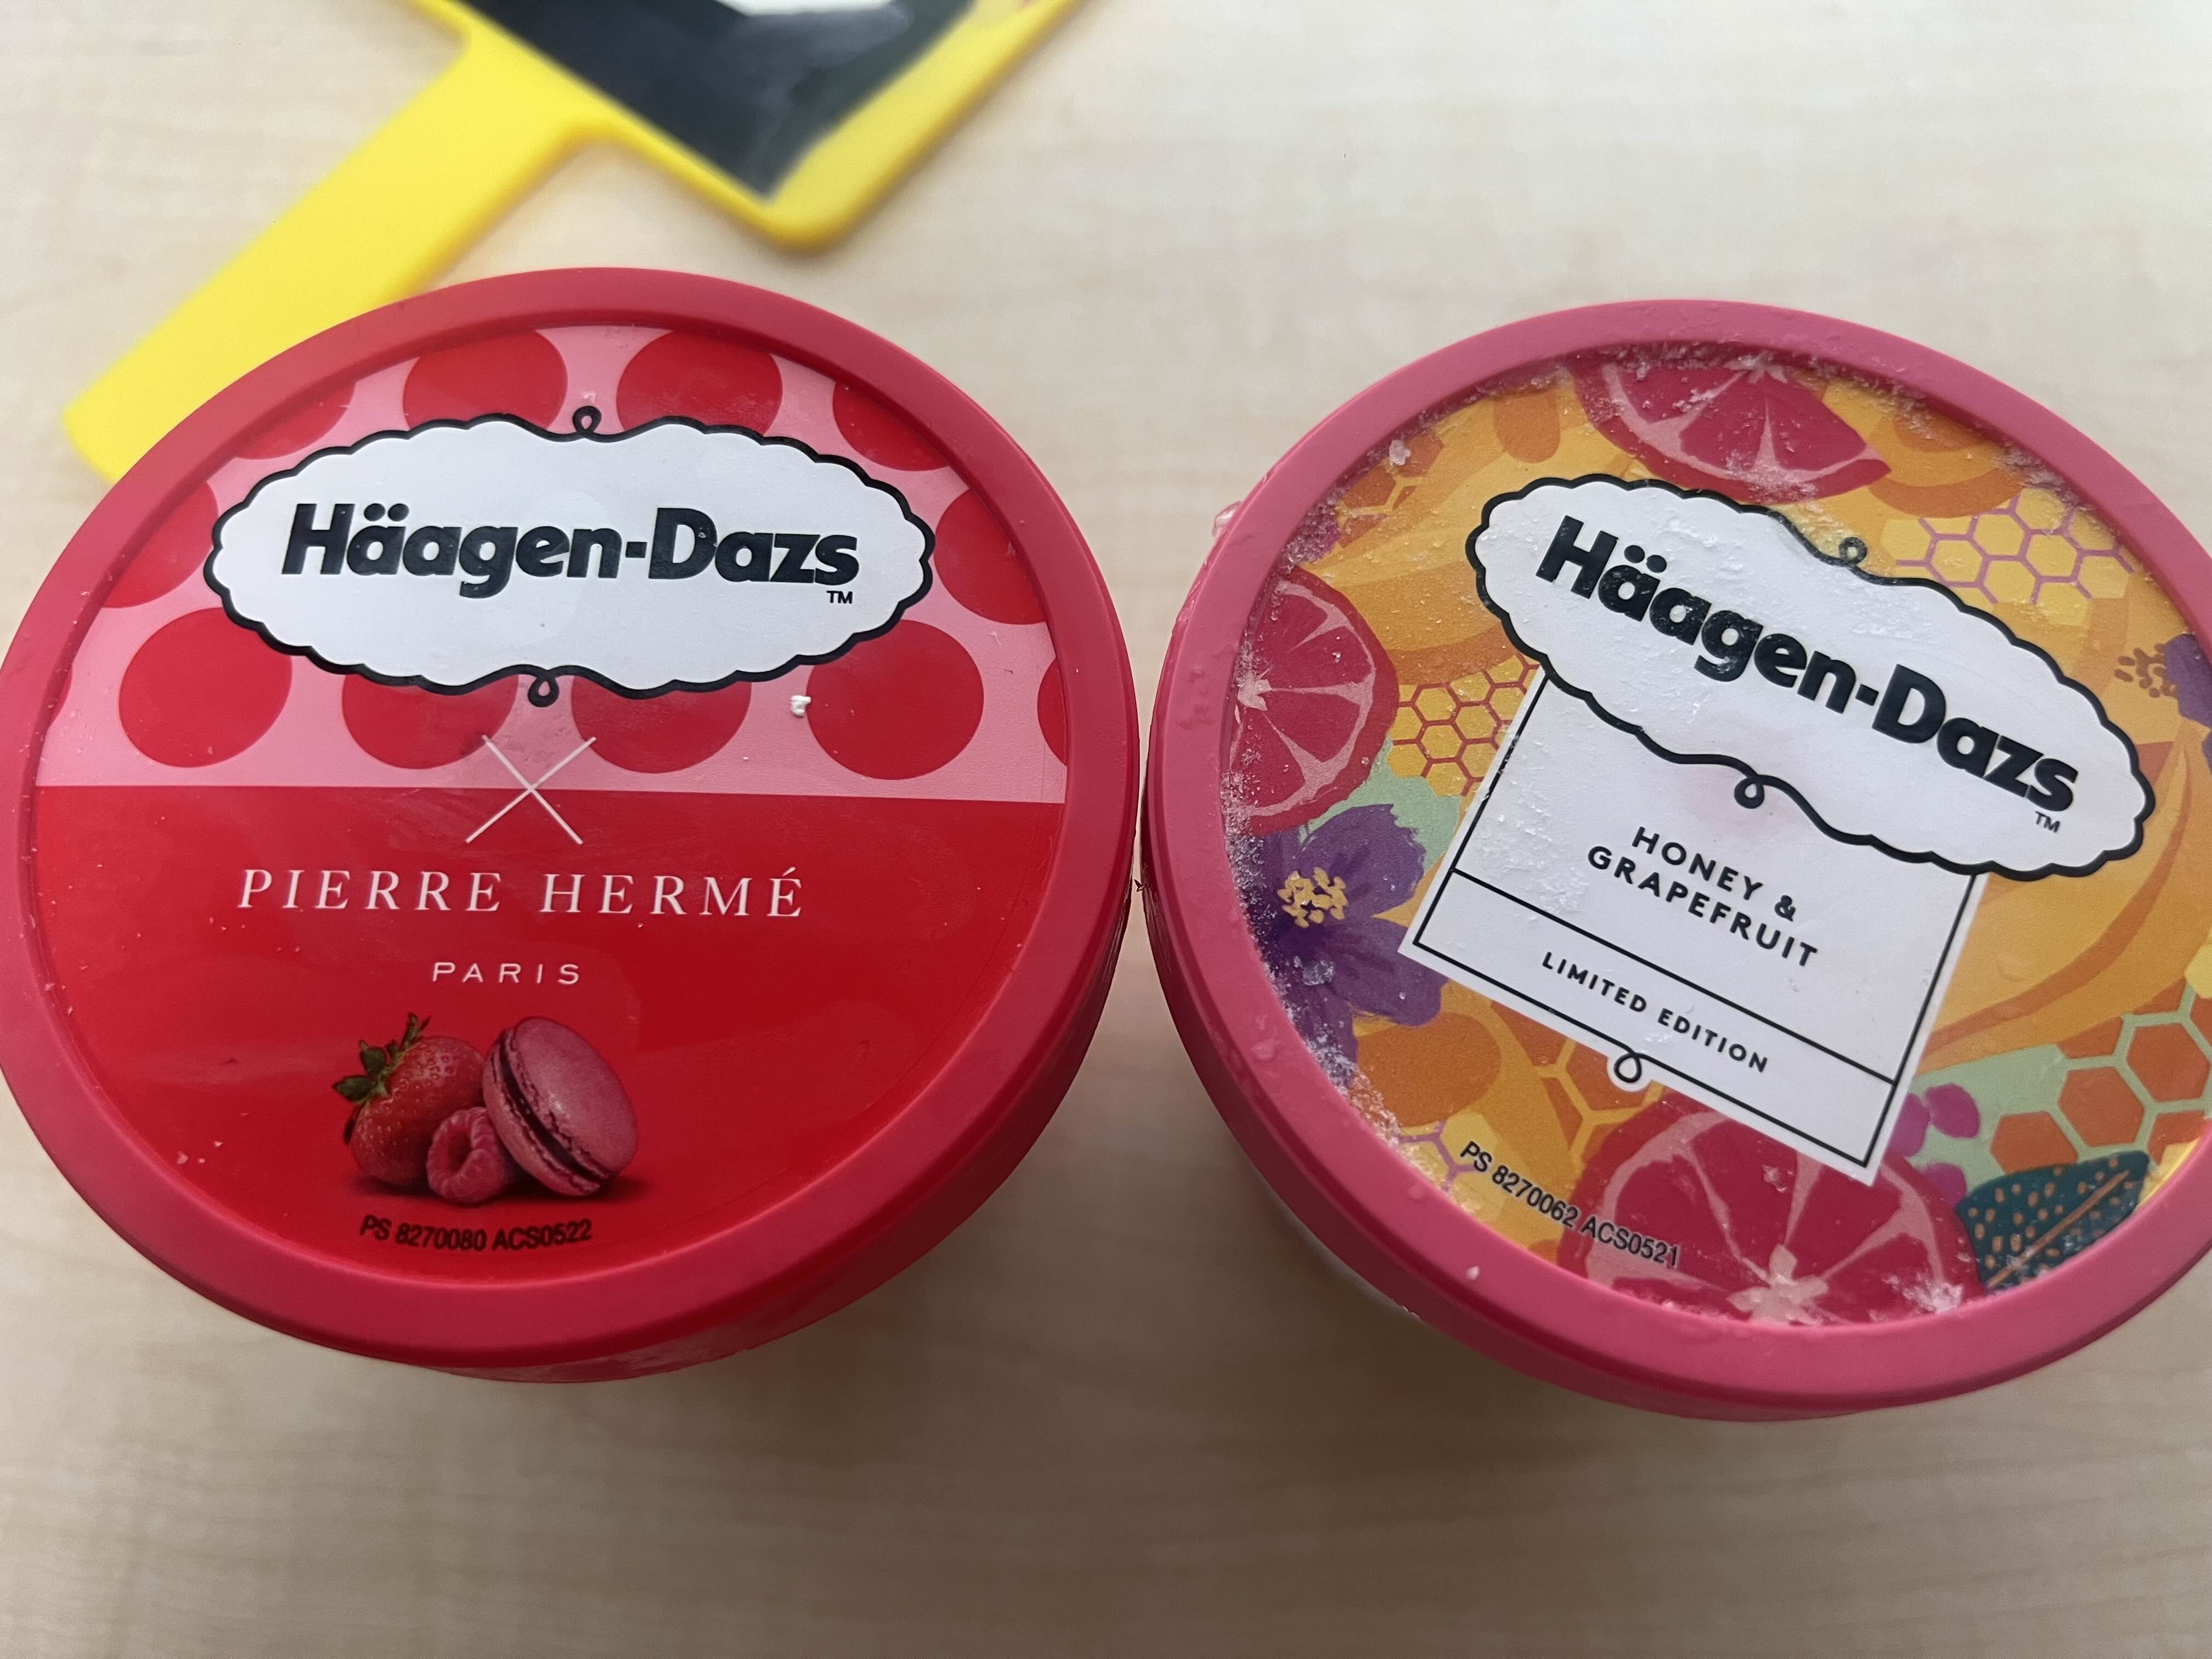 Häagen-Dazs
TM
PIERRE HERMÉ
PARIS
PS 8270080 ACS0522
Häagen-Dazs
TM
HONEY &
GRAPEFRUIT
LIMITED EDITION
PS 8270062 ACS0521